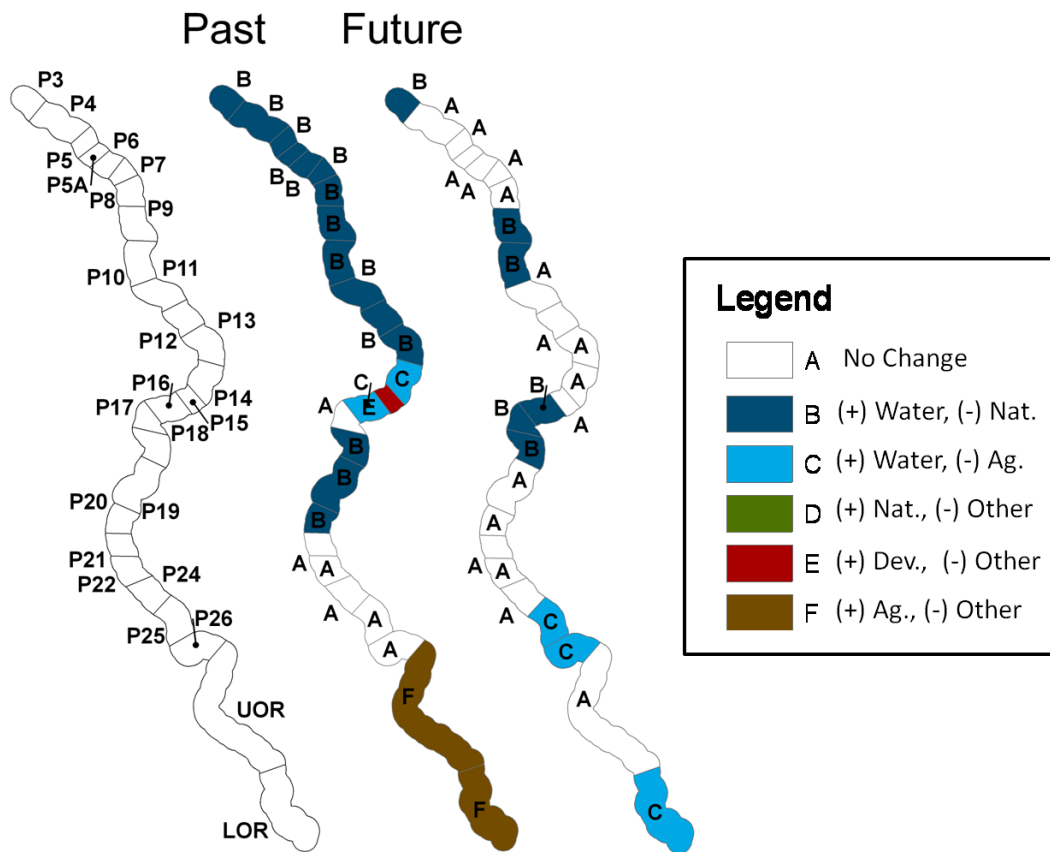 Past Future
P3
P4
P6
P5
P7
P5A
P8
P9
P11
P10
P13
P12
P16
P14
P17
P15
P18
P20
P19
P21
P24
P22
P26
P25
UOR
LOR
B
B
B
B
B
B
B
B
B
B
B
B
C
C
E
A
B
B
B
A
A
A
A
A
F
F
B
A
A
A
A
A
A
B
B
A
A
A
B
A
B
A
B
A
A
A
A
A
C
C
A
C
Legend
A No Change
B (+) Water, (-) Nat.
C (+) Water, (-) Ag.
D (+) Nat., (-) Other
E (+) Dev., (-) Other
F (+) Ag., (-) Other